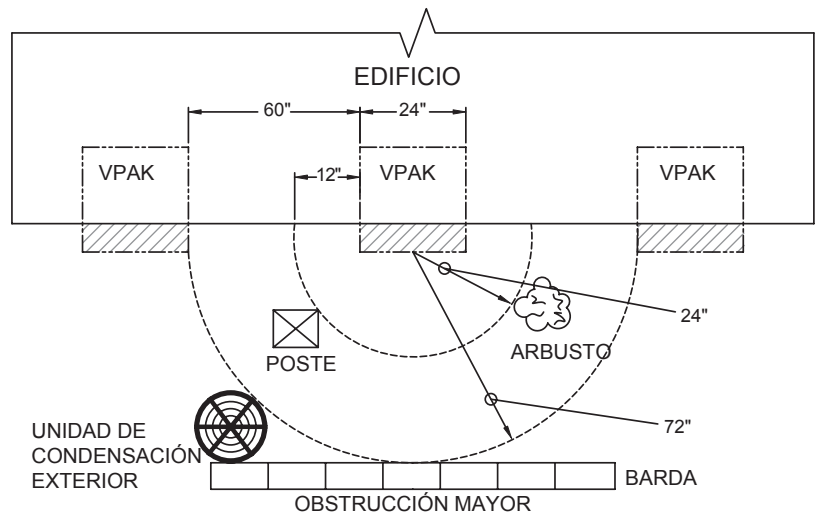 EDIFICIO
60"
24"
VPAK
VPAK
VPAK
12"
24"
ARBUSTO
POSTE
72"
UNIDAD DE
CONDENSACIÓN
EXTERIOR
BARDA
OBSTRUCCIÓN MAYOR